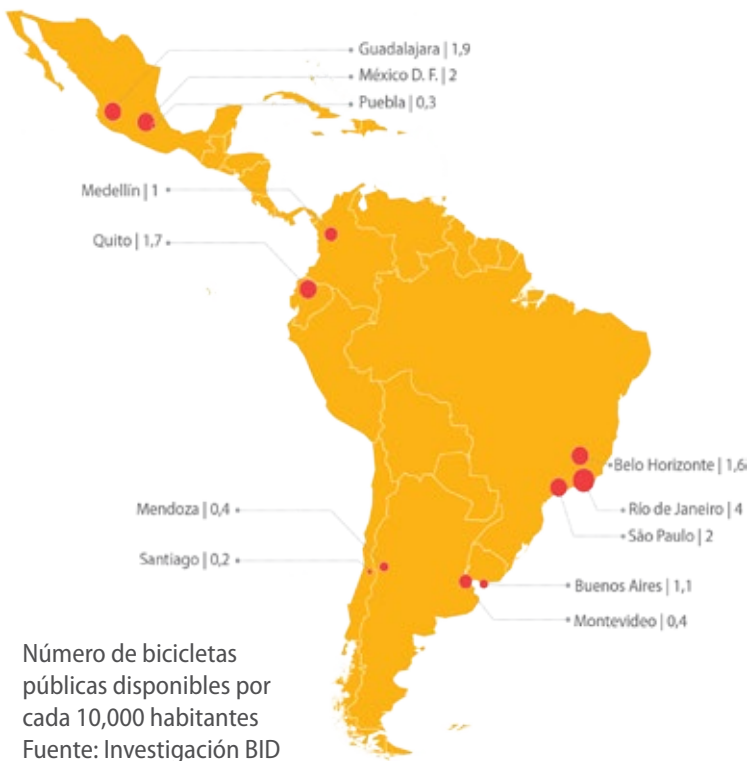 Guadalajara | 1,9
México D. F. | 2
Puebla | 0,3
Medellín | 1
Quito | 1,7
Belo Horizonte | 1,6
Río de Janeiro | 4
São Paulo | 2
Mendoza | 0,4
Santiago | 0,2
Buenos Aires | 1,1
Montevideo | 0,4
Número de bicicletas
públicas disponibles por
cada 10,000 habitantes
Fuente: Investigación BID